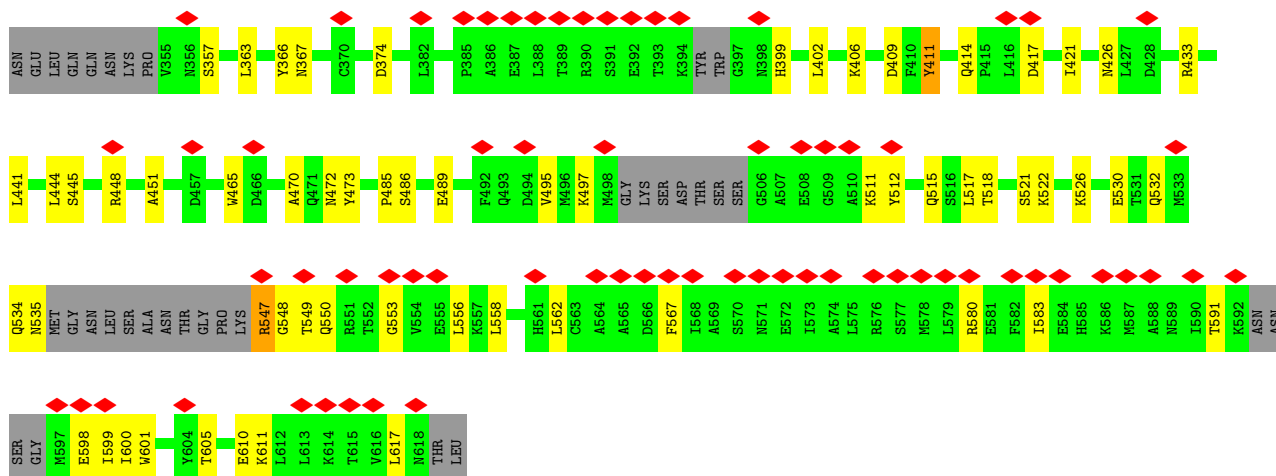 ASN GLU LEU GLN GLN ASN LYS PRO V355 N356 S357 L363 Y366 N367 C370 D374 L382 P385 A386 E387 L388 T389 R390 S391 E392 T393 K394 TYR TRP G397 N398 H399 L402 K406 D409 F410 Y411 Q414 P415 L416 D417 I421 N426 L427 D428 R433
L441 L444 S445 R448 A451 D457 W465 D466 A470 Q471 N472 Y473 P485 S486 E489 F492 Q493 D494 V495 M496 K497 M498 GLY LYS SER ASP THR SER SER G506 A507 E508 G509 A510 K511 Y512 Q515 S516 L517 T518 S521 K522 K526 E530 T531 Q532 M533
Q534 N535 MET GLY ASN LEU SER ALA ASN THR GLY PRO LYS R547 G548 T549 Q550 R551 T552 G553 V554 E555 L556 K557 L558 H561 L562 C563 A564 A565 D566 F567 I568 A569 S570 N571 E572 I573 A574 L575 R576 S577 M578 L579 R580 E581 F582 I583 E584 H585 K586 M587 A588 N589 I590 T591 K592 ASN ASN
SER GLY M597 E598 I599 I600 W601 Y604 T605 E610 K611 L612 L613 K614 T615 V616 L617 N618 THR LEU